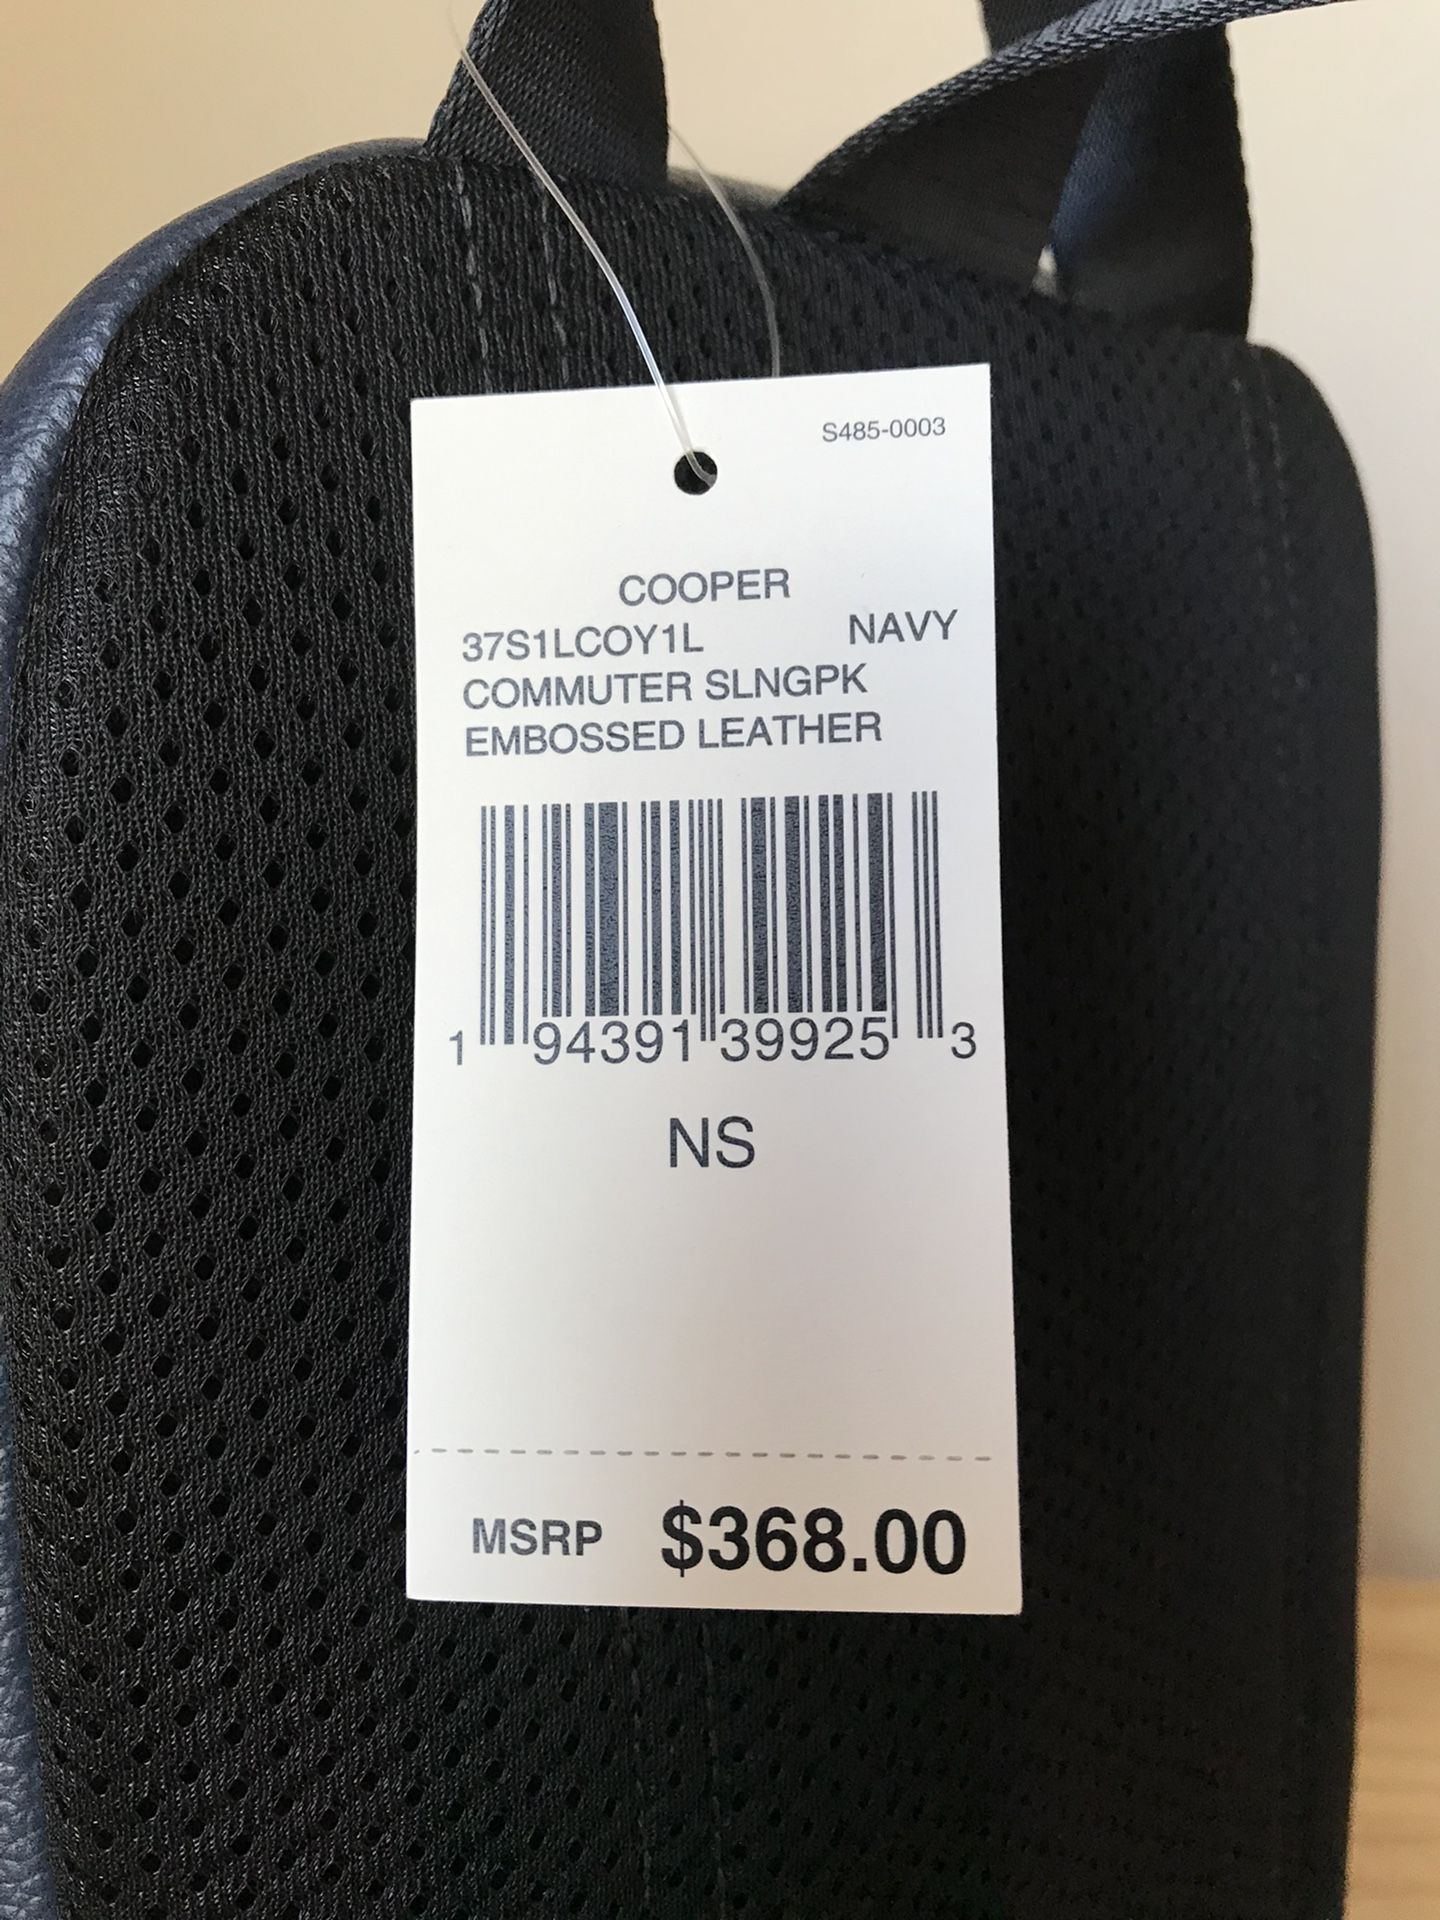 S485-0003
COOPER
37S1LCOY1L NAVY
COMMUTER SLNGPK
EMBOSSED LEATHER
1 94391 39925 3
NS
MSRP $368.00